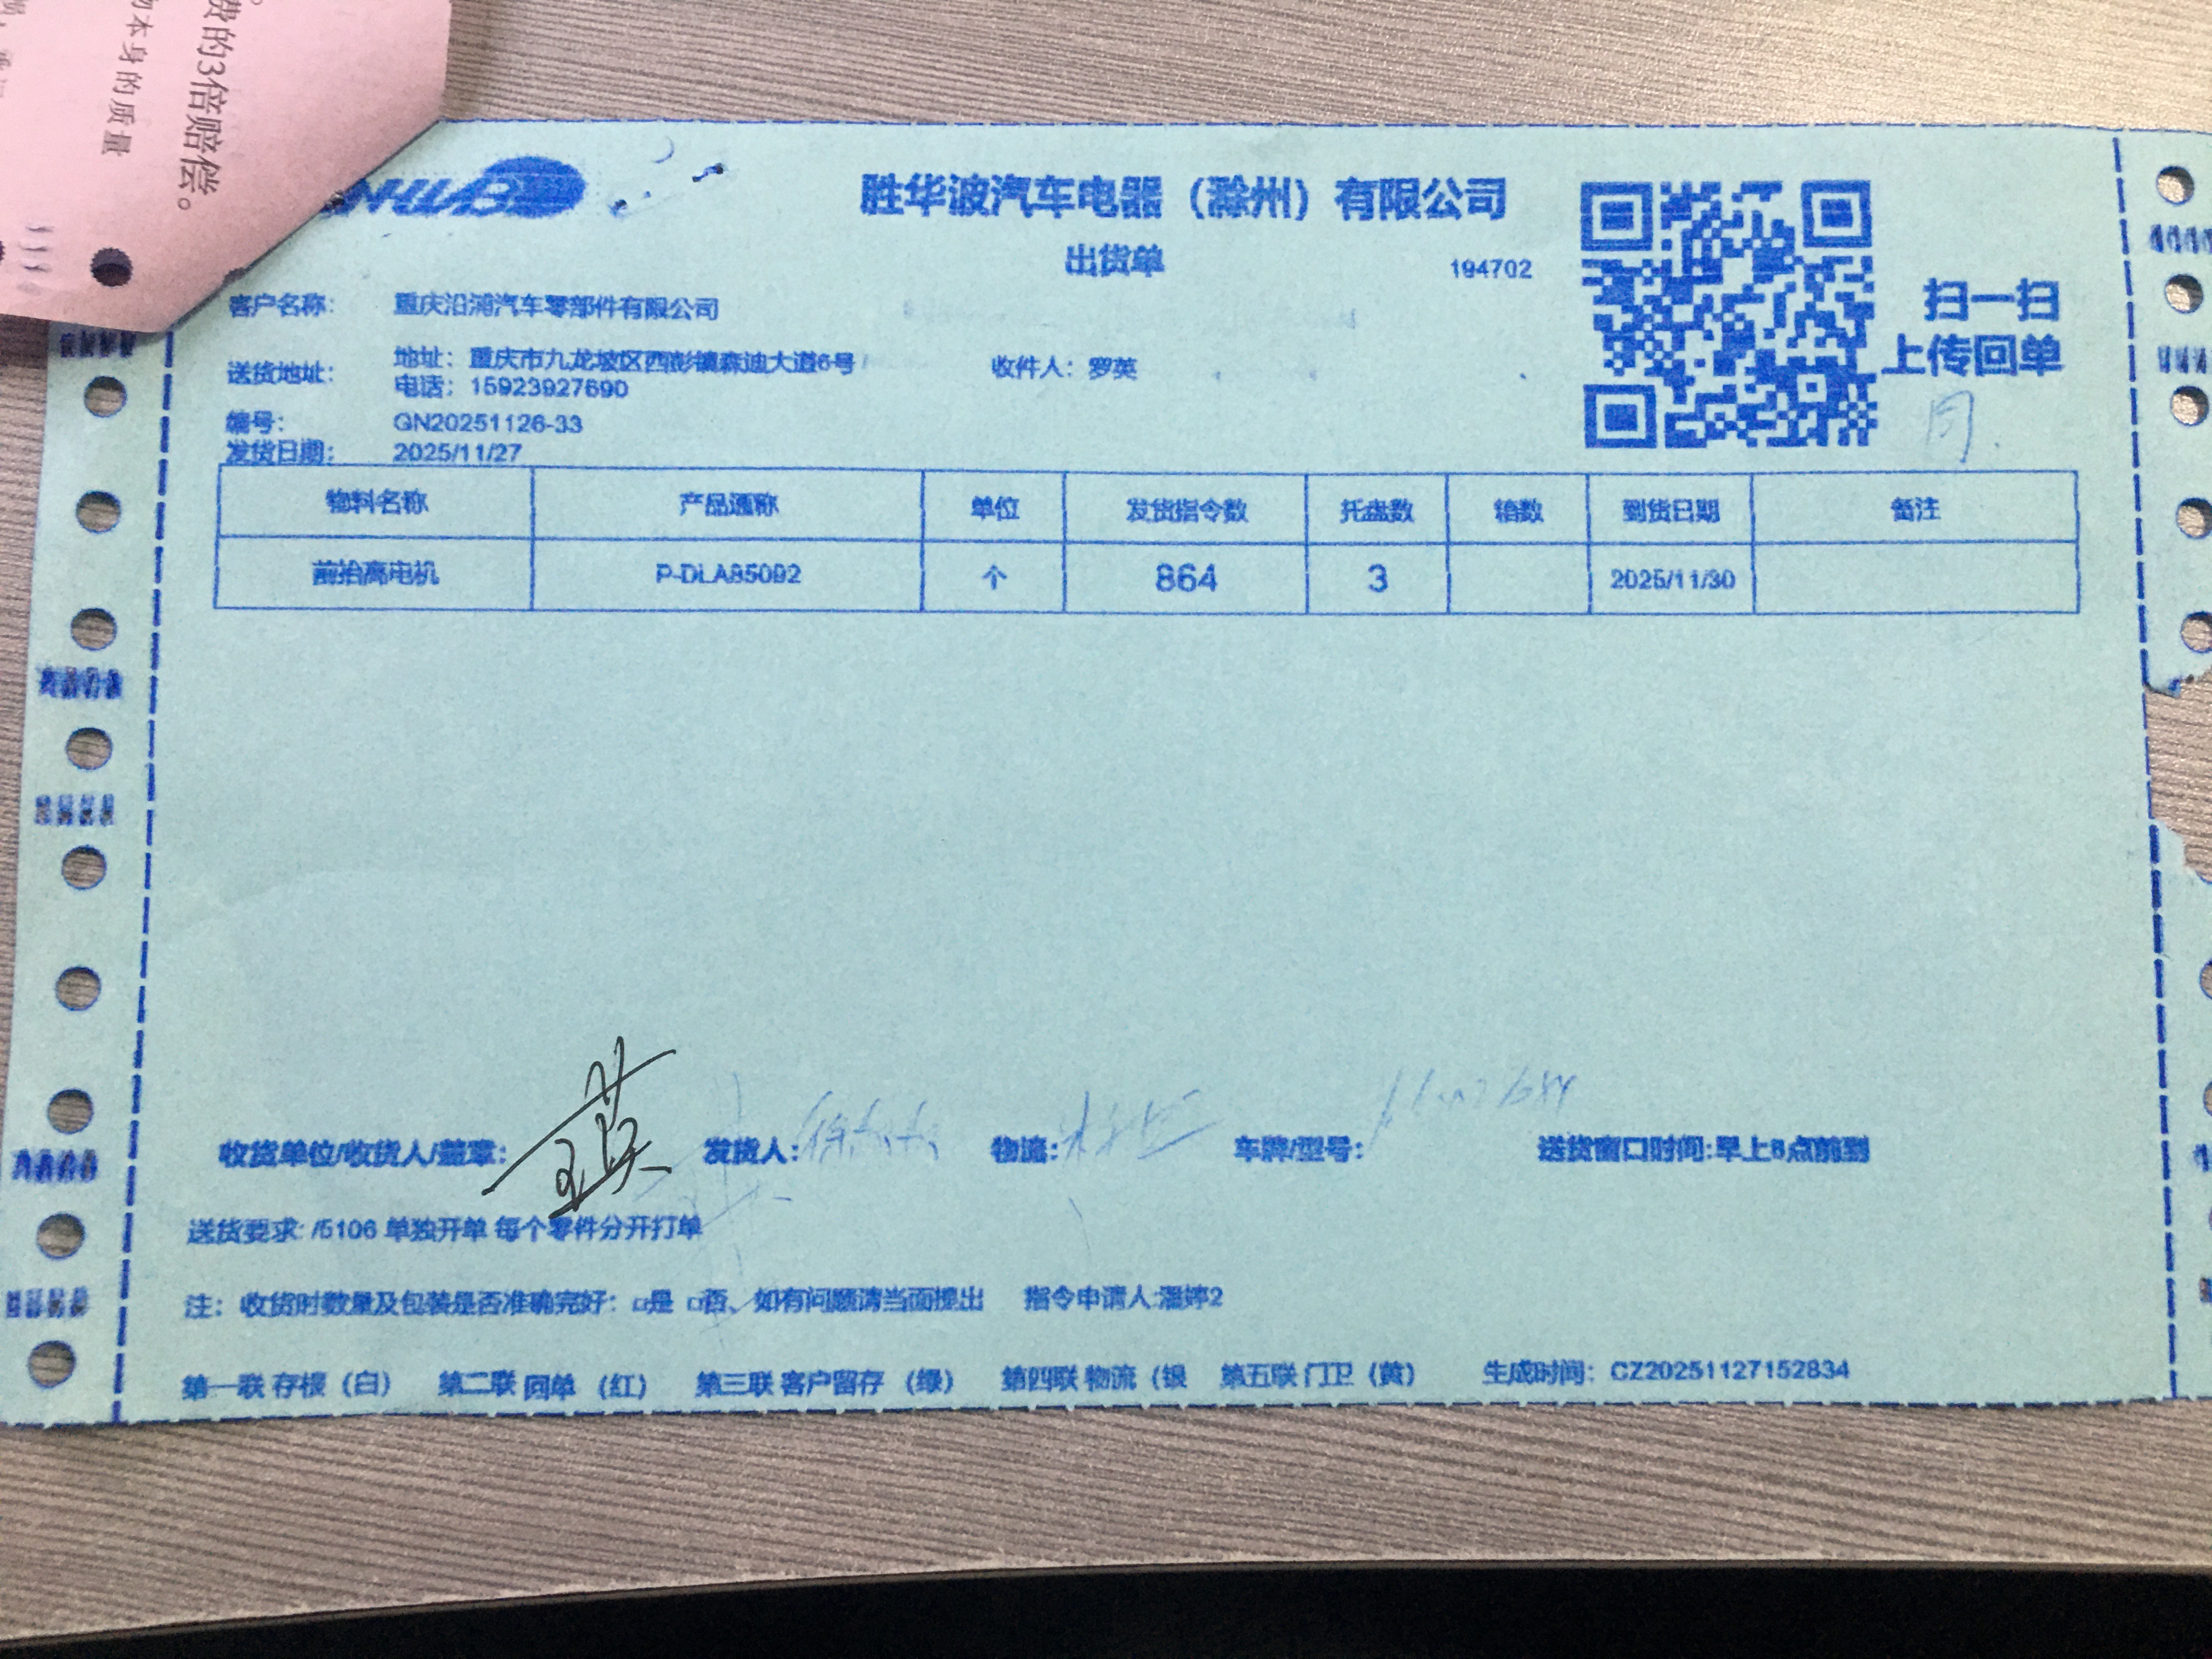 费的3倍赔偿。
物本身的质量
胜华波汽车电器（滁州）有限公司
出货单
194702
扫一扫
上传回单
客户名称： 重庆沿浦汽车零部件有限公司
送货地址： 地址：重庆市九龙坡区西彭镇森迪大道6号 收件人：罗英
电话：15923927690
编号： GN20251126-33
发货日期： 2025/11/27
物料名称 产品通称 单位 发货指令数 托盘数 箱数 到货日期 备注
前抬高电机 P-DLA85092 个 864 3 2025/11/30
收货单位/收货人/盖章： 发货人： 物流： 车牌/型号： 送货窗口时间:早上8点前到
送货要求: /5106 单独开单 每个零件分开打单
注：收货时数量及包装是否准确完好：□是 □否、如有问题请当面提出 指令申请人:潘婷2
第一联 存根（白） 第二联 回单（红） 第三联 客户留存（绿） 第四联 物流（银 第五联 门卫（黄） 生成时间：CZ20251127152834